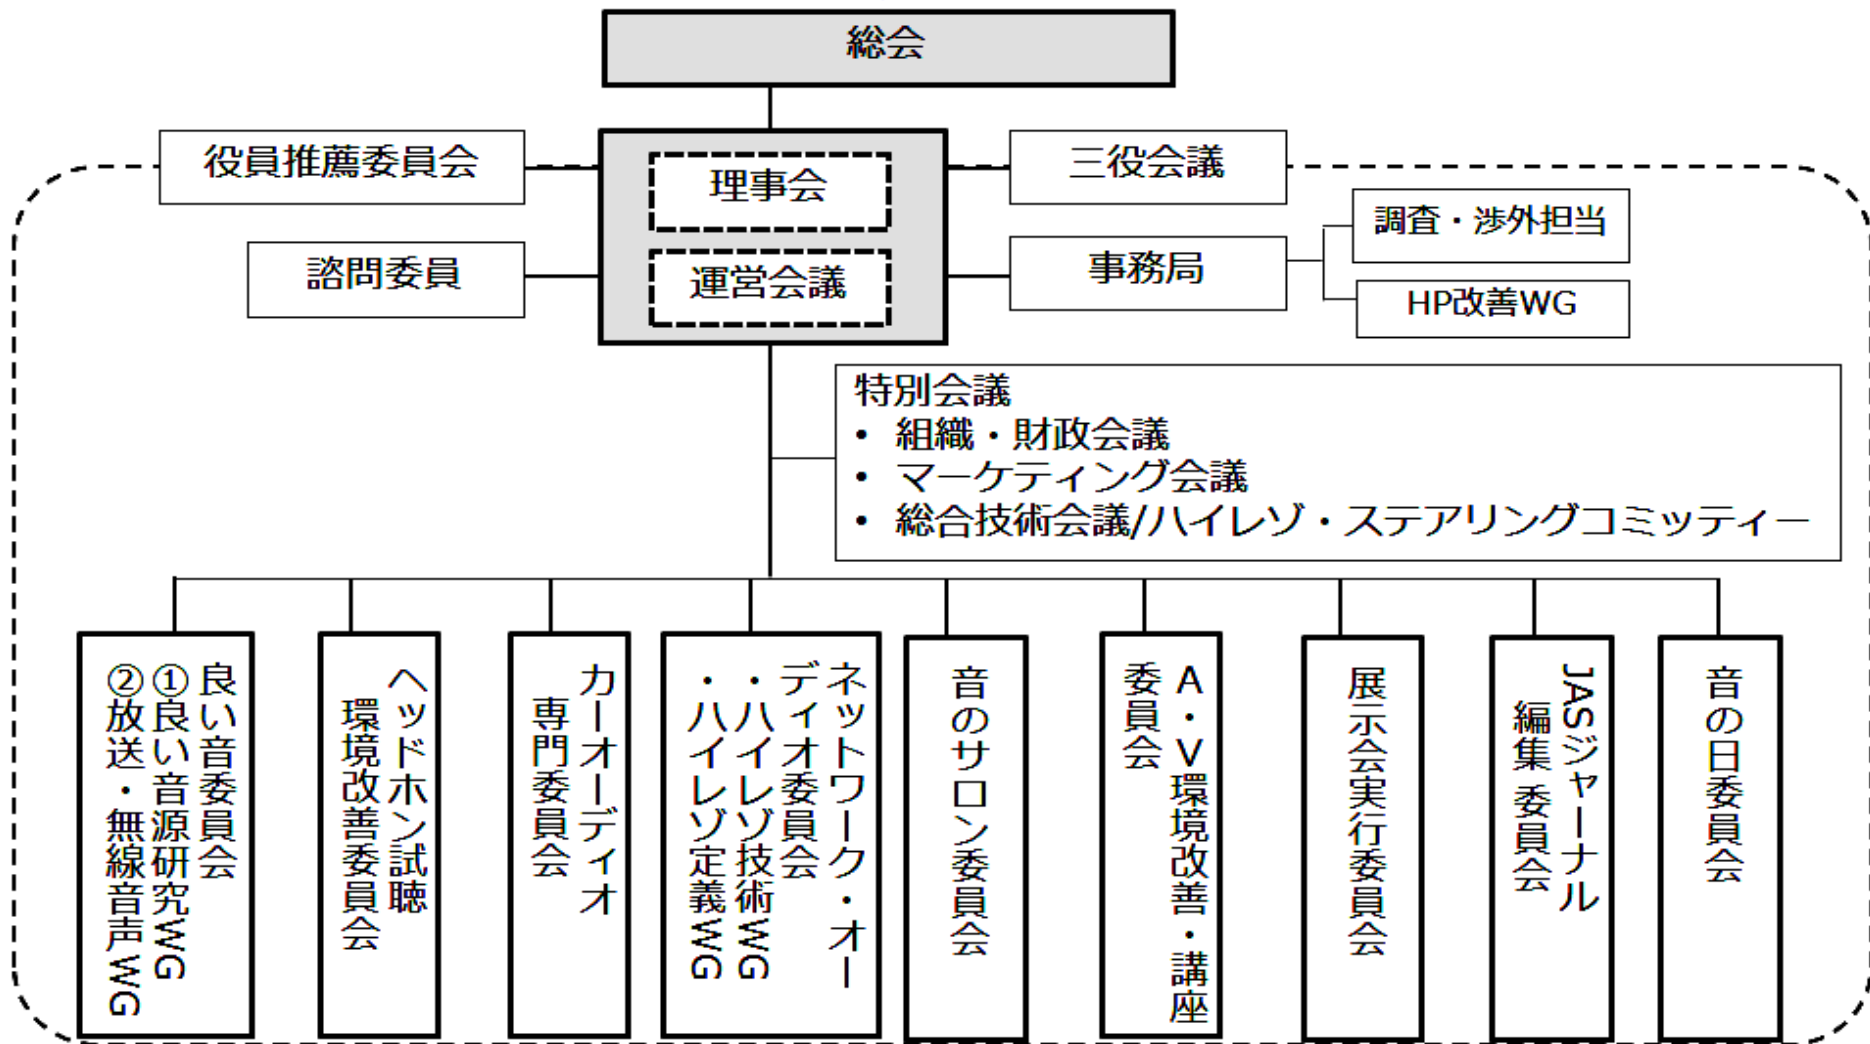 総会
役員推薦委員会
理事会
三役会議
調査・渉外担当
諮問委員
運営会議
事務局
HP改善WG
特別会議
• 組織・財政会議
• マーケティング会議
• 総合技術会議/ハイレゾ・ステアリングコミッティー
良い音委員会
①良い音源研究WG
②放送・無線音声WG
ヘッドホン試聴
環境改善委員会
カーオーディオ
専門委員会
ネットワーク・オー
ディオ委員会
・ハイレゾ技術WG
・ハイレゾ定義WG
音のサロン委員会
A・V環境改善・講座
委員会
展示会実行委員会
JASジャーナル
編集 委員会
音の日委員会